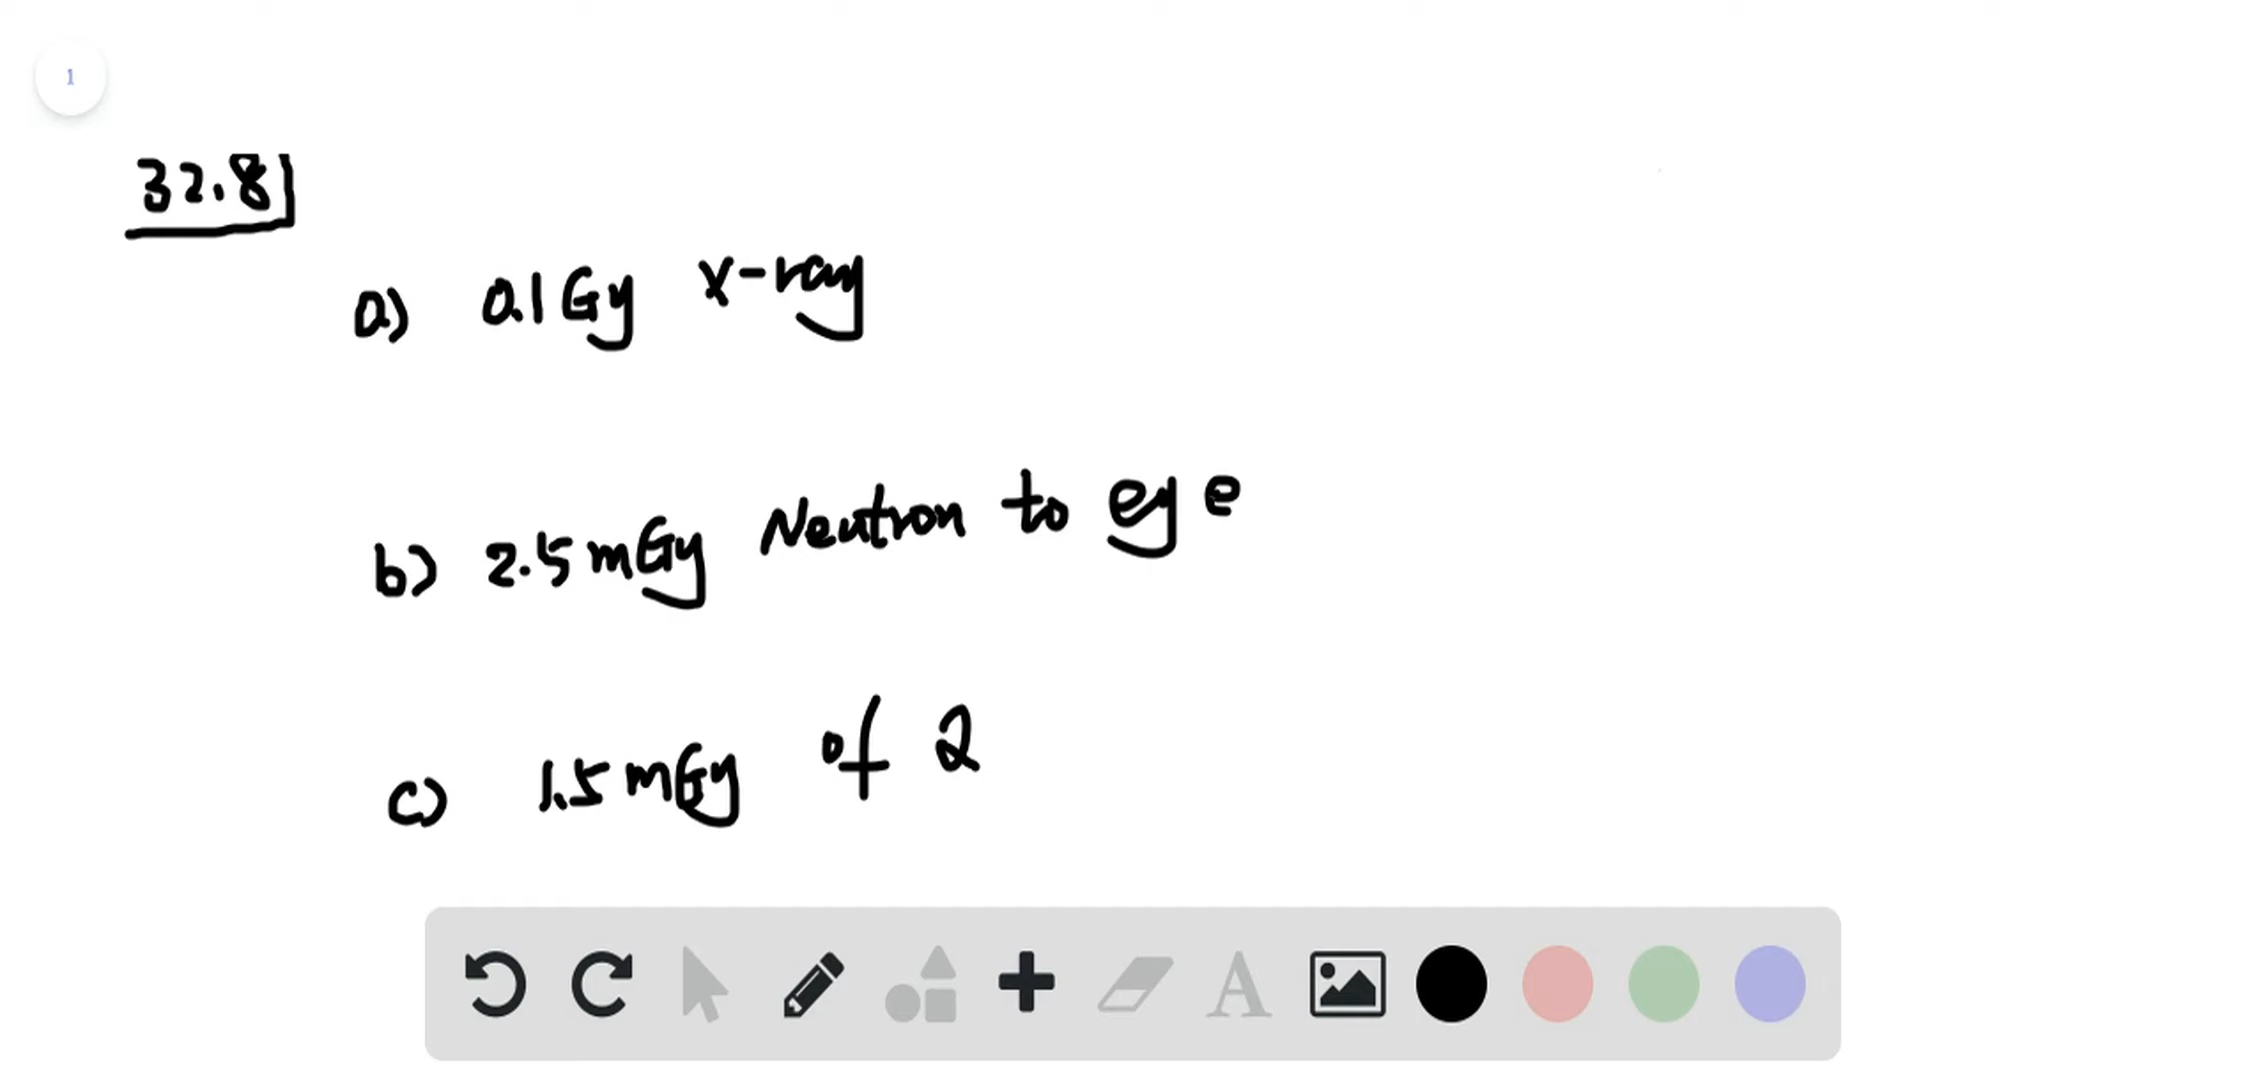 1
32.8
a) 0.1 Gy x-ray
b) 2.5 mGy Neutron to eye
c) 1.5 mGy of α
A